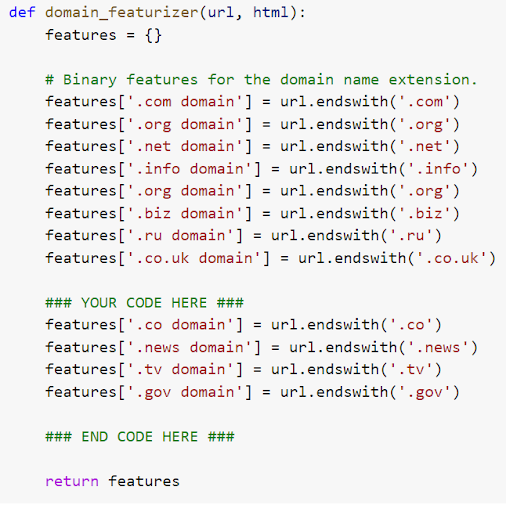 def domain_featurizer(url, html):
    features = {}

    # Binary features for the domain name extension.
    features['.com domain'] = url.endswith('.com')
    features['.org domain'] = url.endswith('.org')
    features['.net domain'] = url.endswith('.net')
    features['.info domain'] = url.endswith('.info')
    features['.org domain'] = url.endswith('.org')
    features['.biz domain'] = url.endswith('.biz')
    features['.ru domain'] = url.endswith('.ru')
    features['.co.uk domain'] = url.endswith('.co.uk')

    ### YOUR CODE HERE ###
    features['.co domain'] = url.endswith('.co')
    features['.news domain'] = url.endswith('.news')
    features['.tv domain'] = url.endswith('.tv')
    features['.gov domain'] = url.endswith('.gov')

    ### END CODE HERE ###

    return features